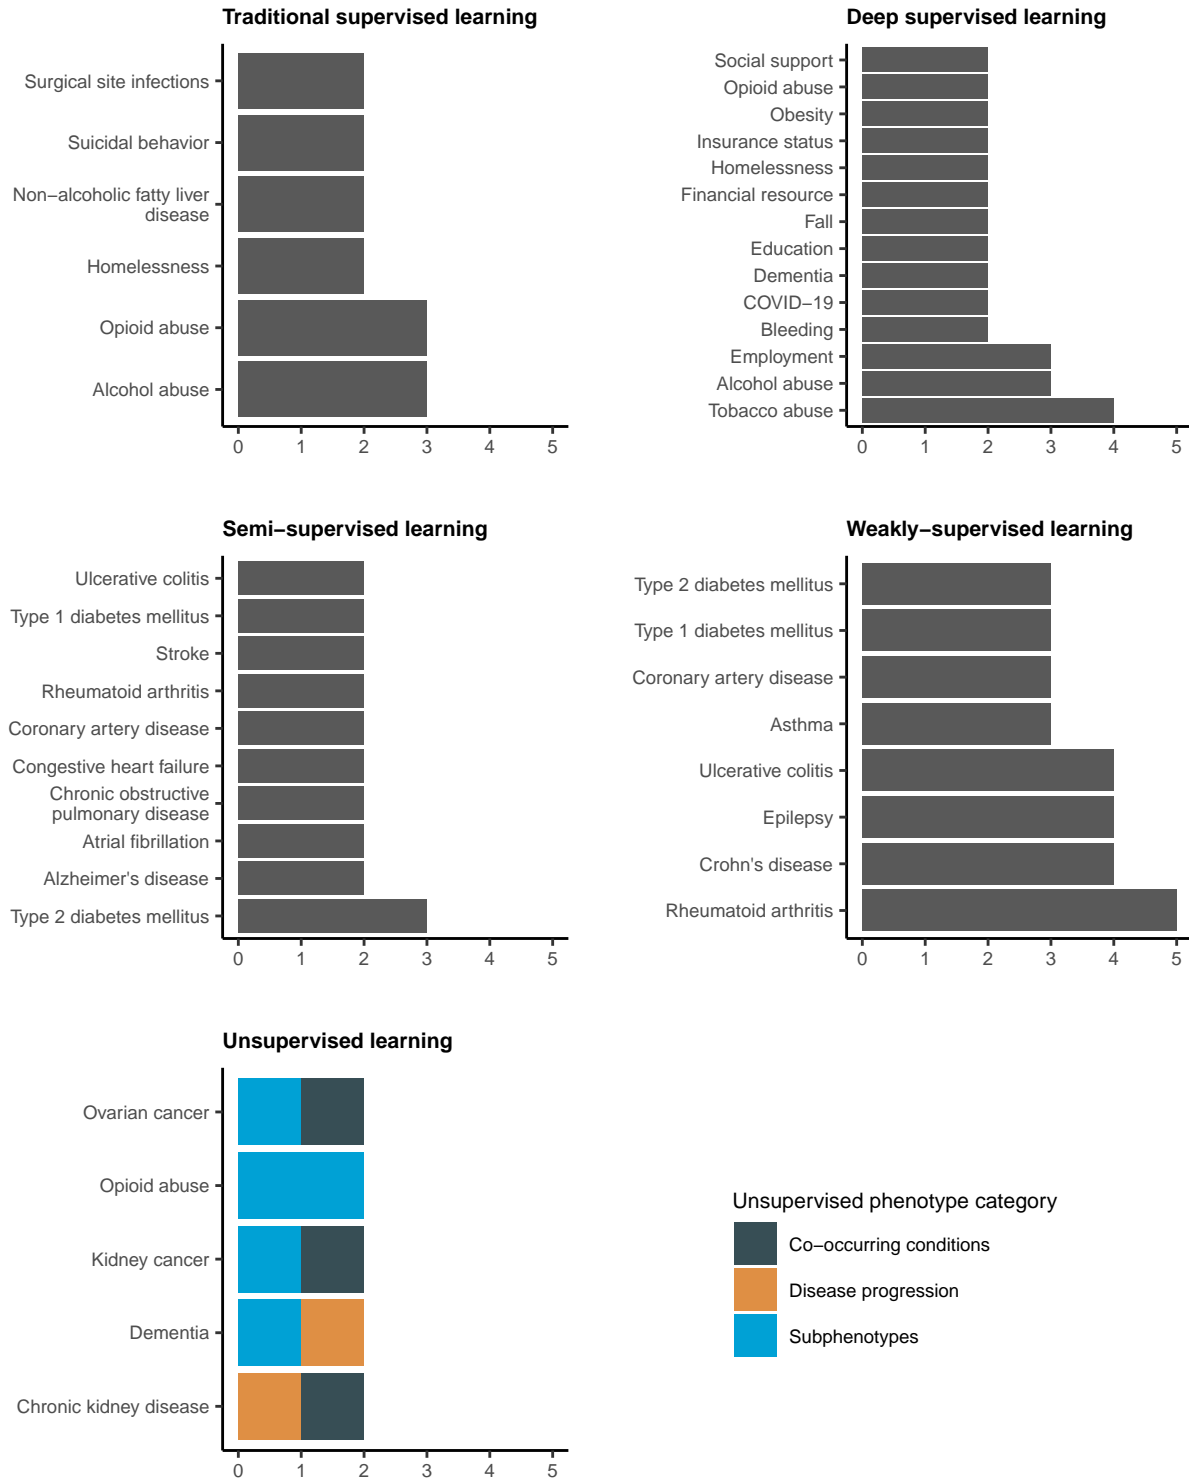 Traditional supervised learning
Surgical site infections
Suicidal behavior
Non−alcoholic fatty liver
disease
Homelessness
Opioid abuse
Alcohol abuse
0 1 2 3 4 5
Deep supervised learning
Social support
Opioid abuse
Obesity
Insurance status
Homelessness
Financial resource
Fall
Education
Dementia
COVID−19
Bleeding
Employment
Alcohol abuse
Tobacco abuse
0 1 2 3 4 5
Semi−supervised learning
Ulcerative colitis
Type 1 diabetes mellitus
Stroke
Rheumatoid arthritis
Coronary artery disease
Congestive heart failure
Chronic obstructive
pulmonary disease
Atrial fibrillation
Alzheimer's disease
Type 2 diabetes mellitus
0 1 2 3 4 5
Weakly−supervised learning
Type 2 diabetes mellitus
Type 1 diabetes mellitus
Coronary artery disease
Asthma
Ulcerative colitis
Epilepsy
Crohn's disease
Rheumatoid arthritis
0 1 2 3 4 5
Unsupervised learning
Ovarian cancer
Opioid abuse
Kidney cancer
Dementia
Chronic kidney disease
0 1 2 3 4 5
Unsupervised phenotype category
Co−occurring conditions
Disease progression
Subphenotypes